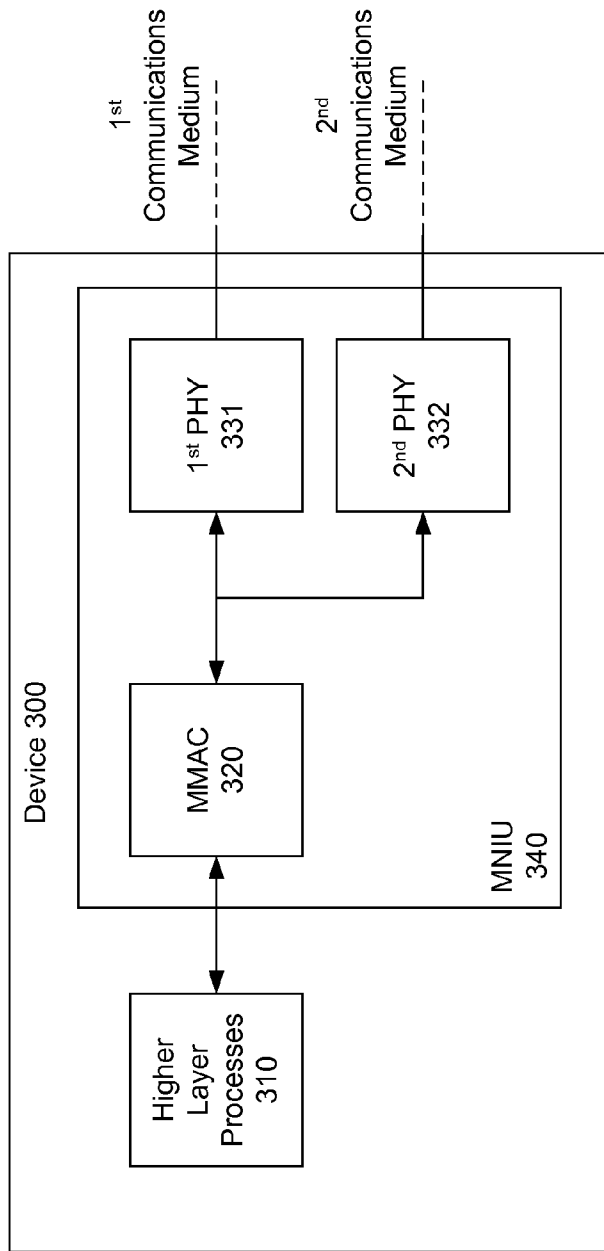 Device 300
Higher
Layer
Processes
310
MMAC
320
1st PHY
331
2nd PHY
332
MNIU
340
1st
Communications
Medium
2nd
Communications
Medium